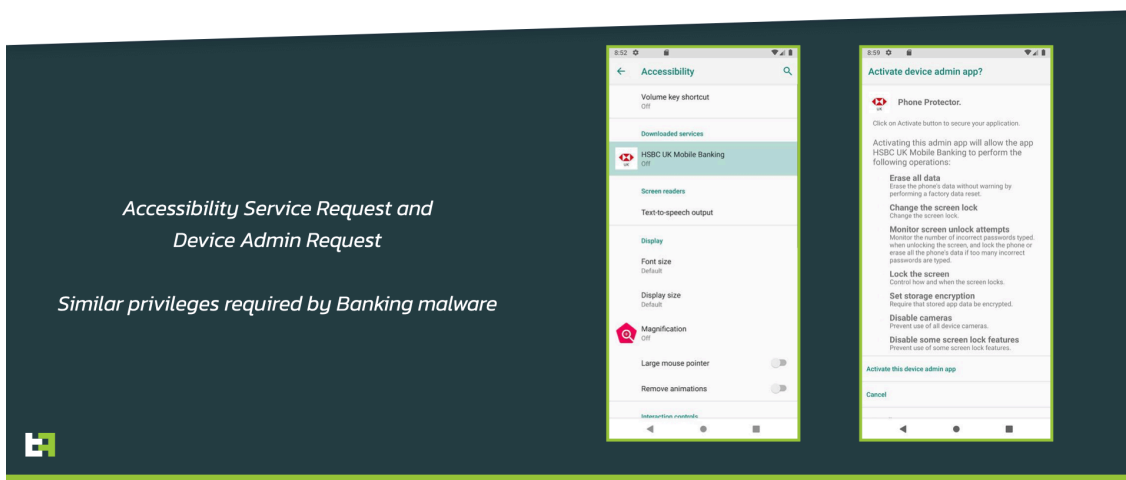 Accessibility Service Request and
Device Admin Request
Similar privileges required by Banking malware
8:52
Accessibility
Volume key shortcut
Off
Downloaded services
HSBC UK Mobile Banking
Off
UK
Screen readers
Text-to-speech output
Display
Font size
Default
Display size
Default
Magnification
Off
Large mouse pointer
Remove animations
Interaction controls
8:59
Activate device admin app?
Phone Protector.
UK
Click on Activate button to secure your application.
Activating this admin app will allow the app
HSBC UK Mobile Banking to perform the
following operations:
Erase all data
Erase the phone's data without warning by
performing a factory data reset.
Change the screen lock
Change the screen lock.
Monitor screen unlock attempts
Monitor the number of incorrect passwords typed.
when unlocking the screen, and lock the phone or
erase all the phone's data if too many incorrect
passwords are typed.
Lock the screen
Control how and when the screen locks.
Set storage encryption
Require that stored app data be encrypted.
Disable cameras
Prevent use of all device cameras.
Disable some screen lock features
Prevent use of some screen lock features.
Activate this device admin app
Cancel